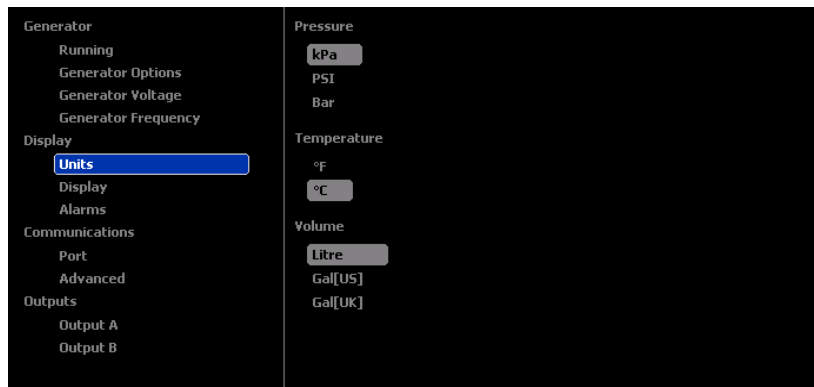 Generator
Running
Generator Options
Generator Voltage
Generator Frequency
Display
Units
Display
Alarms
Communications
Port
Advanced
Outputs
Output A
Output B
Pressure
kPa
PSI
Bar
Temperature
°F
°C
Volume
Litre
Gal[US]
Gal[UK]